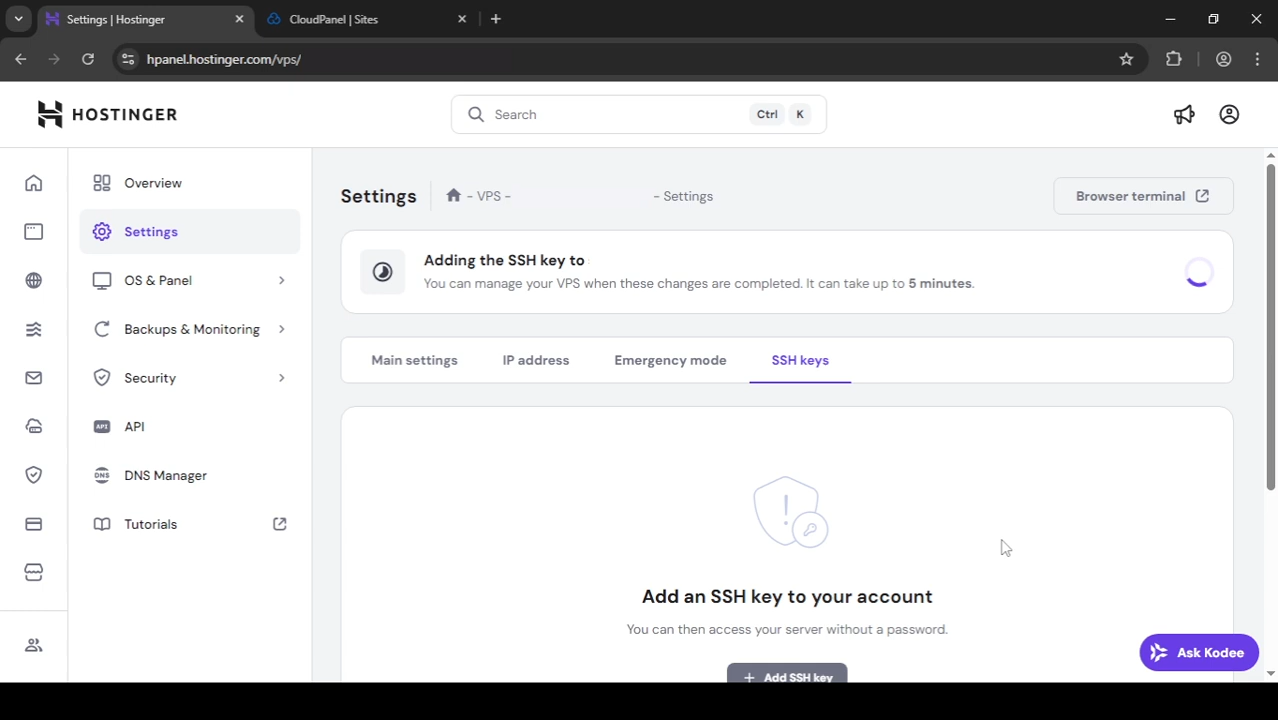 Settings | Hostinger
CloudPanel | Sites
hpanel.hostinger.com/vps/
HOSTINGER
Search
Ctrl
K
Overview
Settings
OS & Panel
Backups & Monitoring
Security
API
API
DNS
DNS Manager
Tutorials
Settings
- VPS -
- Settings
Browser terminal
Adding the SSH key to
You can manage your VPS when these changes are completed. It can take up to 5 minutes.
Main settings
IP address
Emergency mode
SSH keys
Add an SSH key to your account
You can then access your server without a password.
+ Add SSH key
Ask Kodee